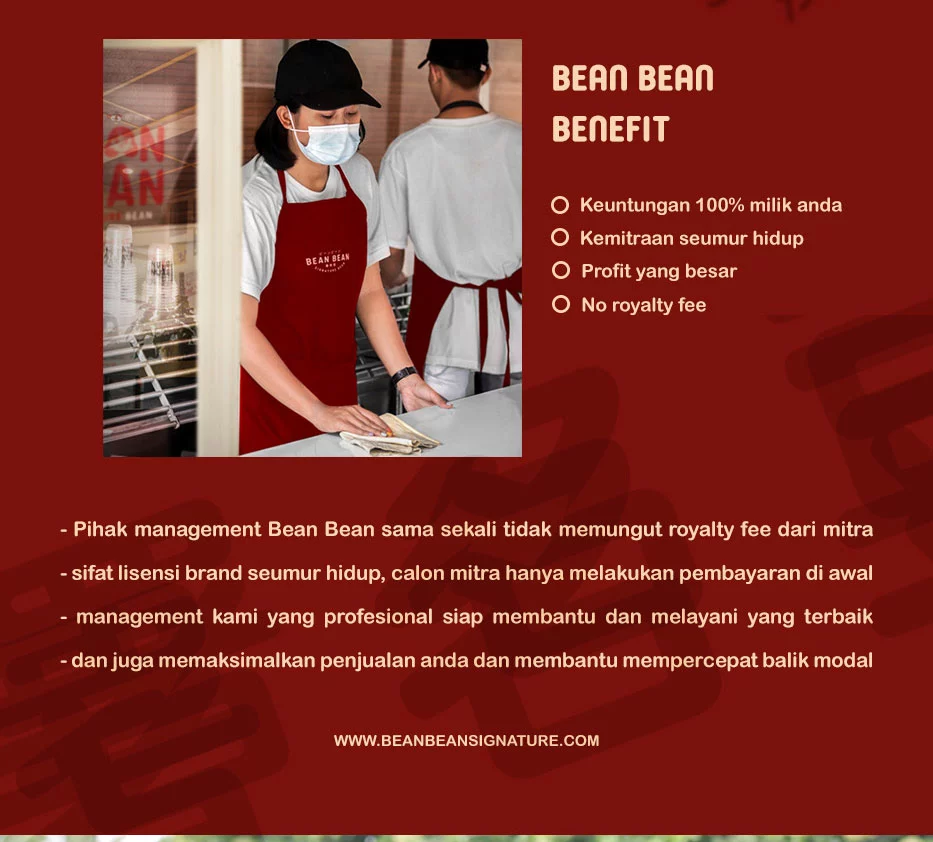 BEAN BEAN
BENEFIT
Keuntungan 100% milik anda
Kemitraan seumur hidup
Profit yang besar
No royalty fee
BEAN BEAN
- Pihak management Bean Bean sama sekali tidak memungut royalty fee dari mitra
- sifat lisensi brand seumur hidup, calon mitra hanya melakukan pembayaran di awal
- management kami yang profesional siap membantu dan melayani yang terbaik
- dan juga memaksimalkan penjualan anda dan membantu mempercepat balik modal
WWW.BEANBEANSIGNATURE.COM